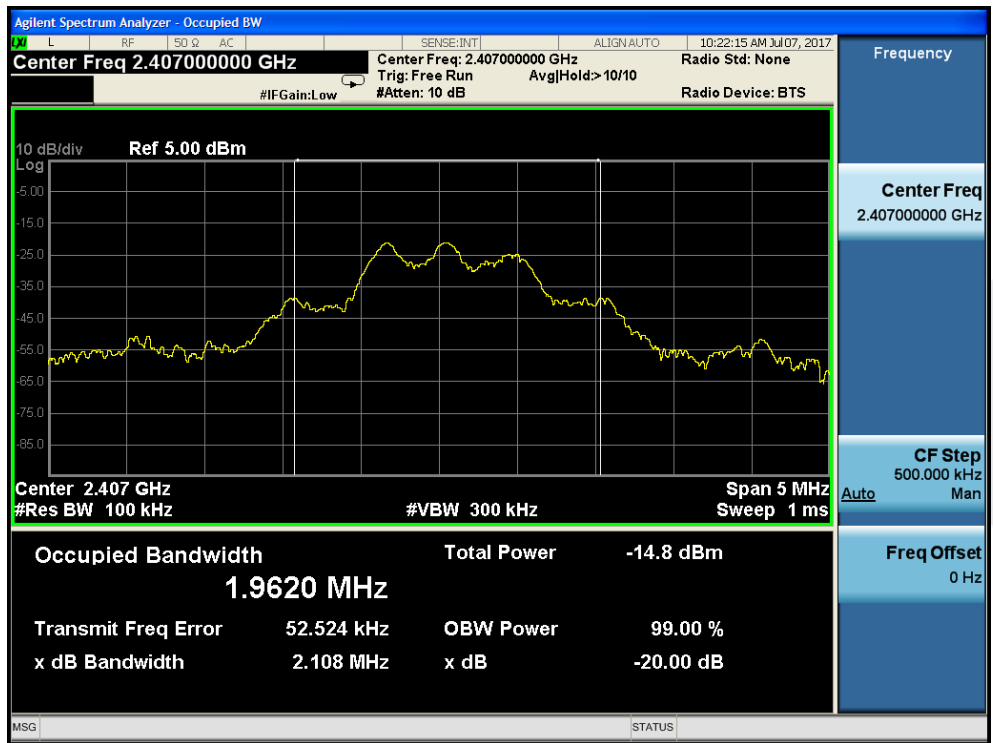 Agilent Spectrum Analyzer - Occupied BW
LXI L RF 50 Ω AC SENSE:INT ALIGN AUTO 10:22:15 AM Jul 07, 2017
Center Freq 2.407000000 GHz
Center Freq: 2.407000000 GHz
Radio Std: None
Trig: Free Run Avg|Hold:> 10/10
#IFGain:Low
#Atten: 10 dB
Radio Device: BTS
10 dB/div Ref 5.00 dBm
Log
-5.00
-15.0
-25.0
-35.0
-45.0
-55.0
-65.0
-75.0
-85.0
Center 2.407 GHz Span 5 MHz
#Res BW 100 kHz #VBW 300 kHz Sweep 1 ms
Occupied Bandwidth Total Power -14.8 dBm
1.9620 MHz
Transmit Freq Error 52.524 kHz OBW Power 99.00 %
x dB Bandwidth 2.108 MHz x dB -20.00 dB
Frequency
Center Freq
2.407000000 GHz
CF Step
500.000 kHz
Auto Man
Freq Offset
0 Hz
MSG STATUS